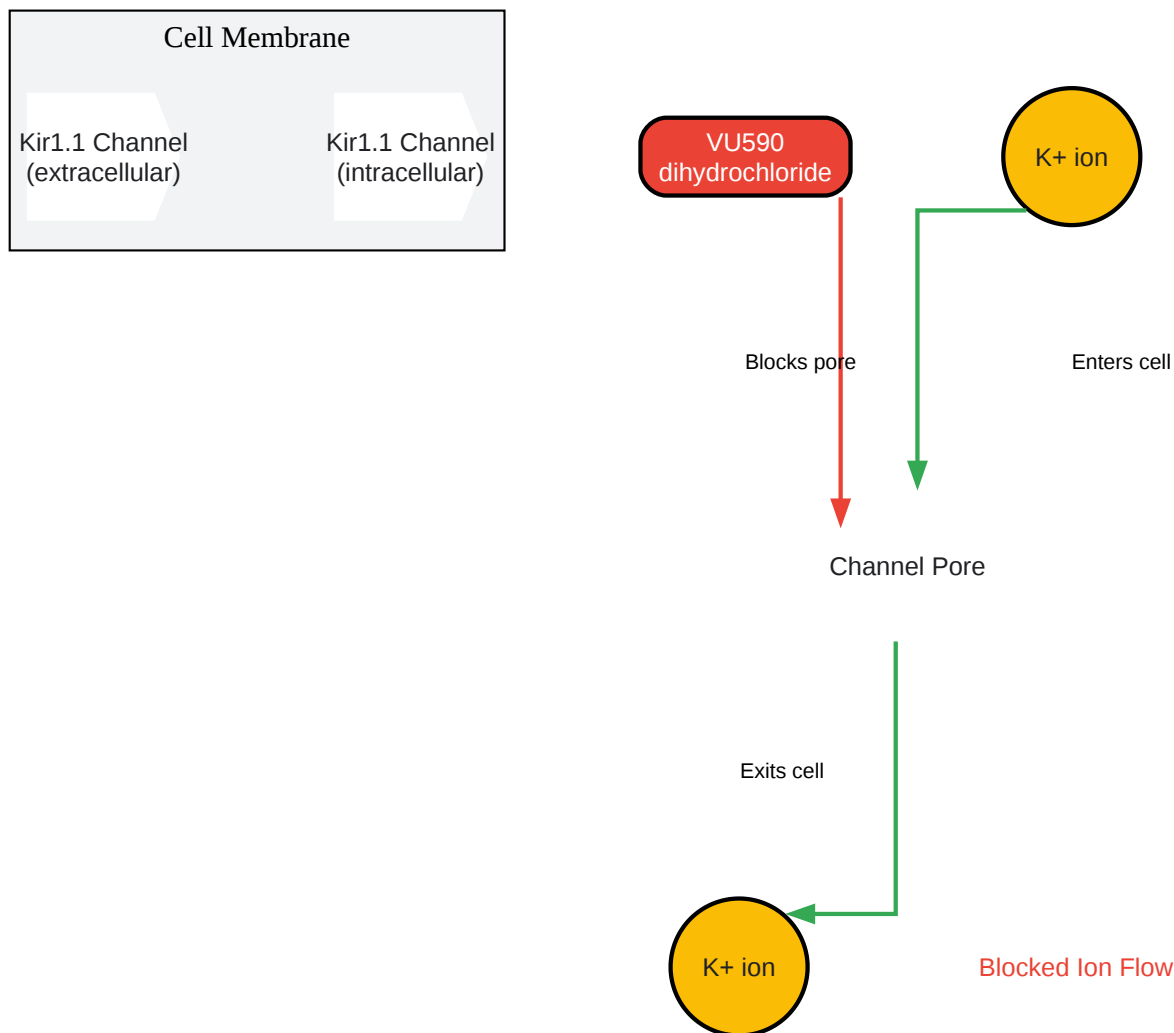 Cell Membrane
Kir1.1 Channel
(extracellular)
Kir1.1 Channel
(intracellular)
VU590
dihydrochloride
K+ ion
Blocks pore
Enters cell
Channel Pore
Exits cell
K+ ion
Blocked Ion Flow